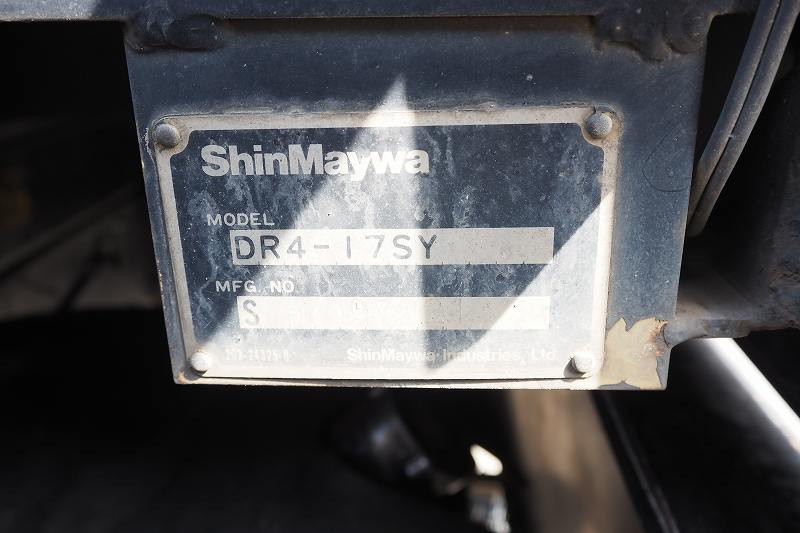 ShinMaywa
MODEL
DR4-17SY
MFG. NO.
S
ShinMaywa Industries, Ltd.